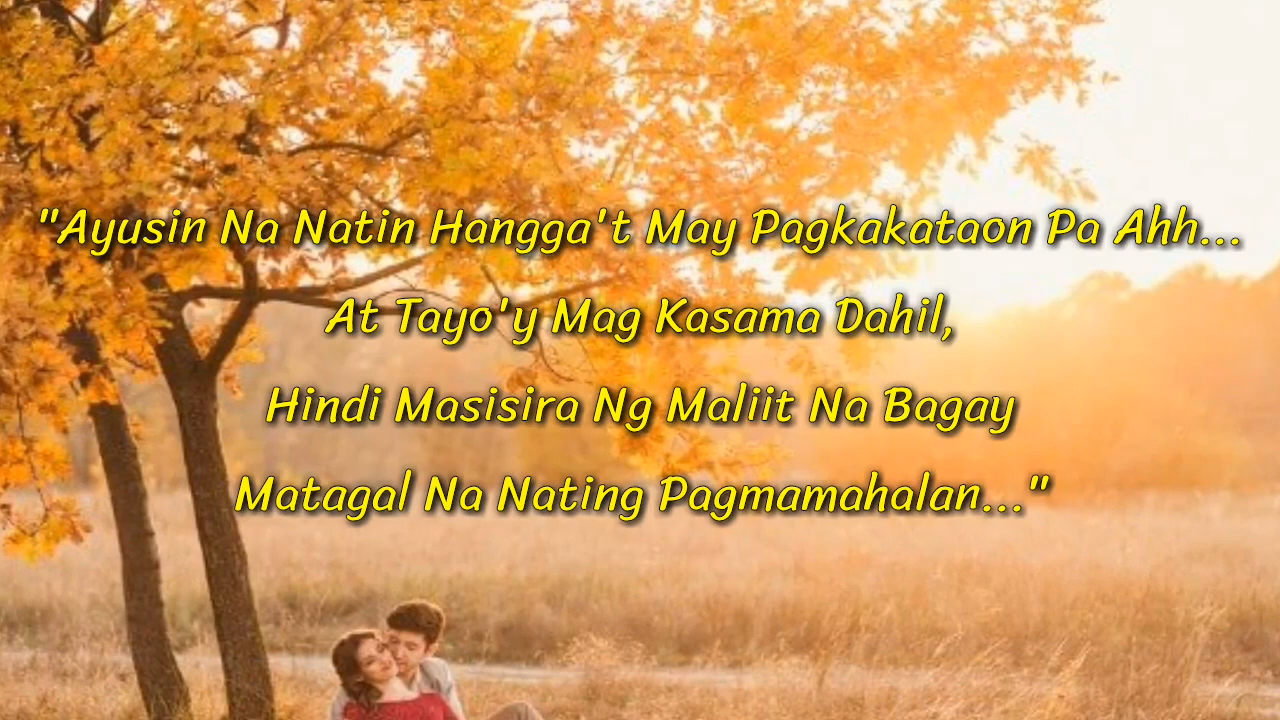 "Ayusin Na Natin Hangga't May Pagkakataon Pa Ahh...
At Tayo'y Mag Kasama Dahil,
Hindi Masisira Ng Maliit Na Bagay
Matagal Na Nating Pagmamahalan..."